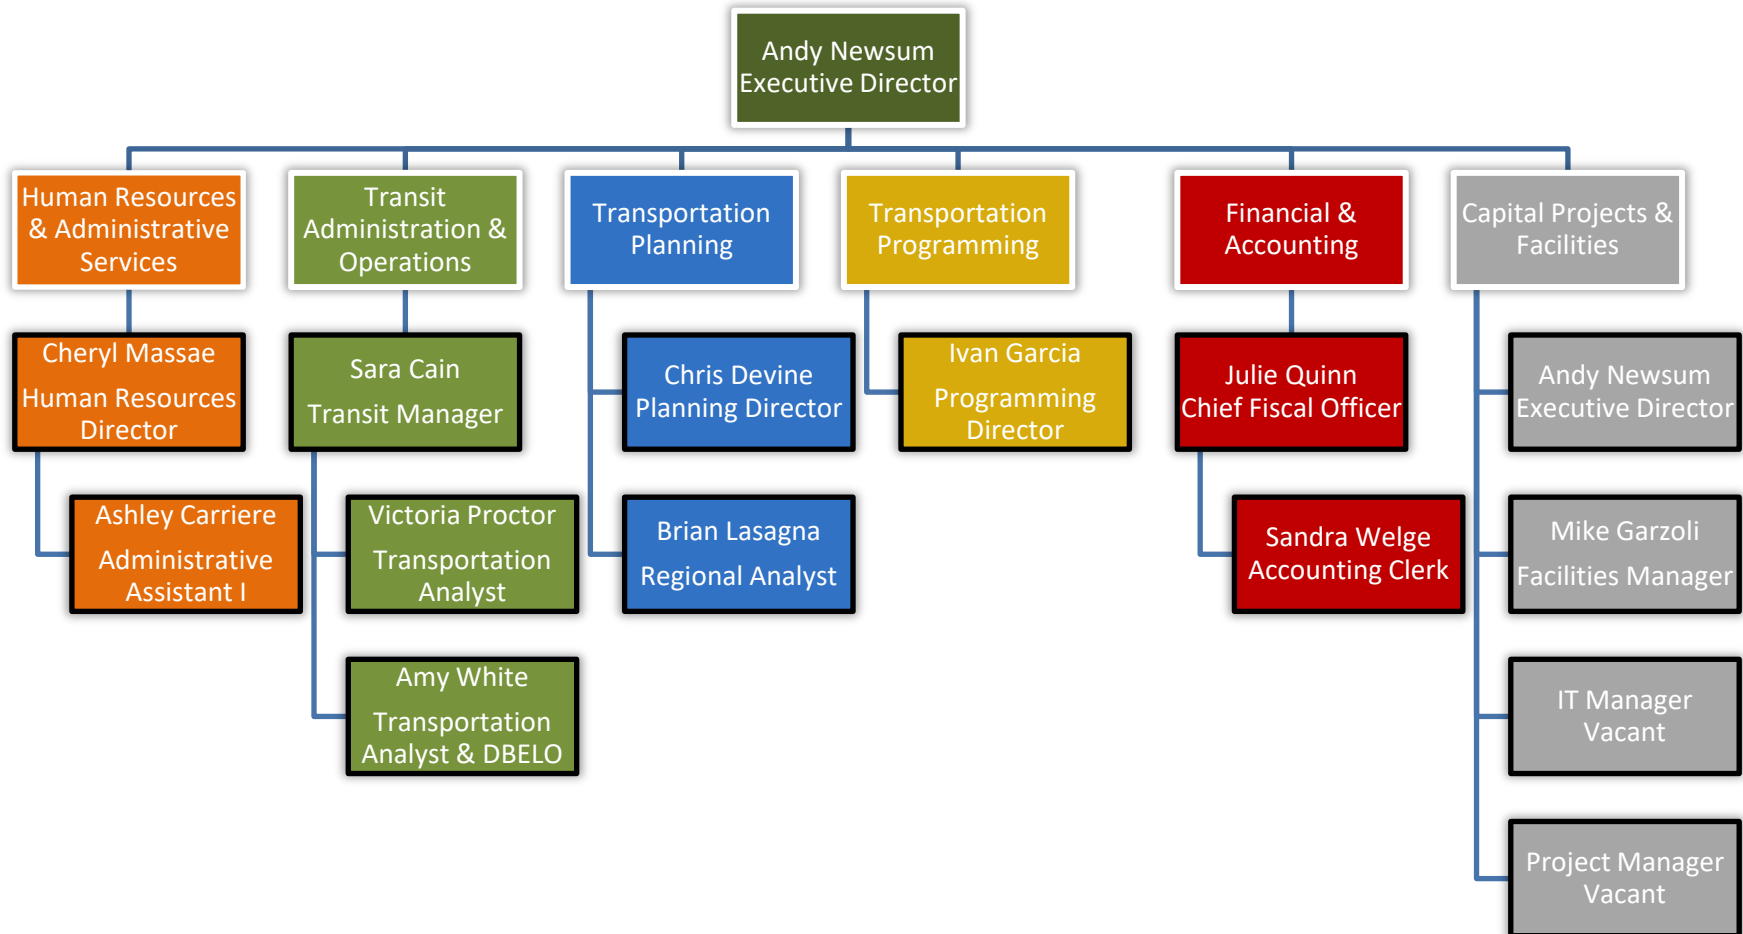 Andy Newsum
Executive Director
Human Resources
& Administrative
Services
Transit
Administration &
Operations
Transportation
Planning
Transportation
Programming
Financial &
Accounting
Capital Projects &
Facilities
Cheryl Massae
Human Resources
Director
Sara Cain
Transit Manager
Chris Devine
Planning Director
Ivan Garcia
Programming
Director
Julie Quinn
Chief Fiscal Officer
Andy Newsum
Executive Director
Ashley Carriere
Administrative
Assistant I
Victoria Proctor
Transportation
Analyst
Brian Lasagna
Regional Analyst
Sandra Welge
Accounting Clerk
Mike Garzoli
Facilities Manager
Amy White
Transportation
Analyst & DBELO
IT Manager
Vacant
Project Manager
Vacant